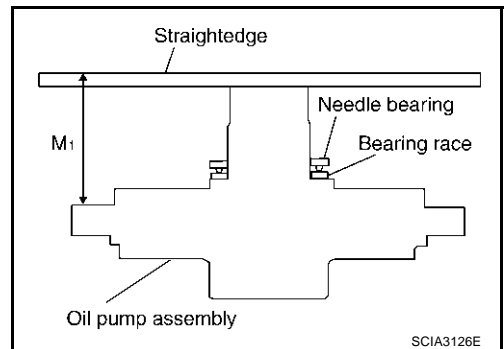 Straightedge
Needle bearing
M1
Bearing race
Oil pump assembly
SCIA3126E